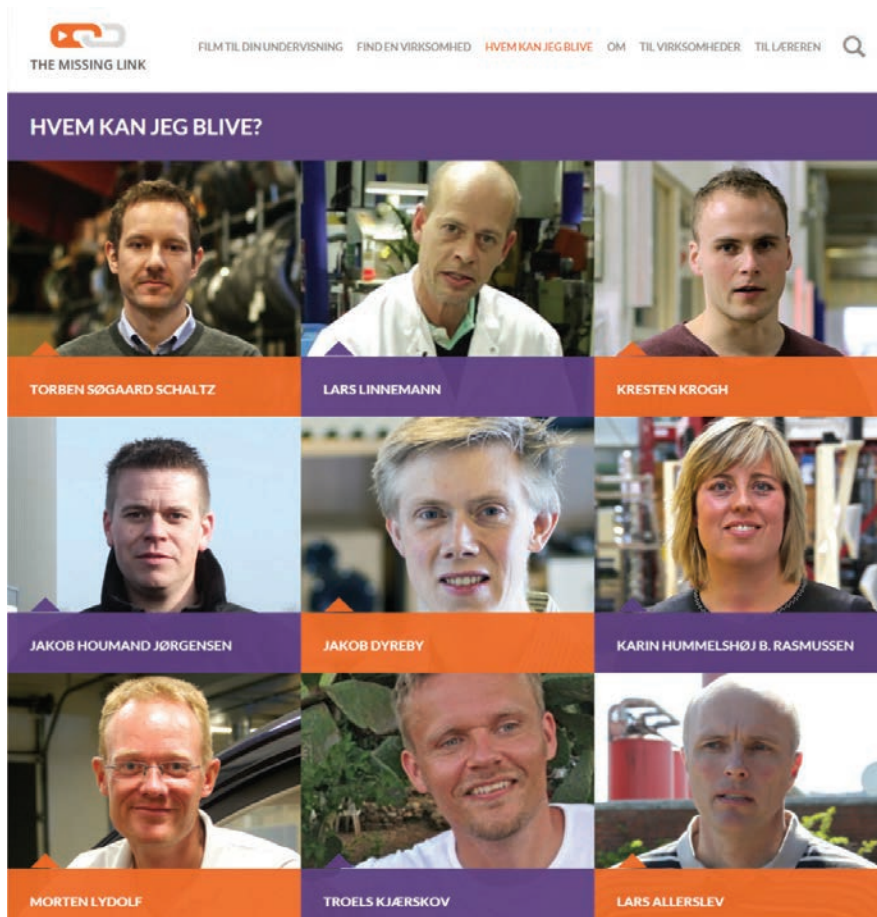 THE MISSING LINK
FILM TIL DIN UNDERVISNING FIND EN VIRKSOMHED HVEM KAN JEG BLIVE OM TIL VIRKSOMHEDER TIL LÆREREN
HVEM KAN JEG BLIVE?
TORBEN SØGAARD SCHALTZ
LARS LINNEMANN
KRESTEN KROGH
JAKOB HOUMAND JØRGENSEN
JAKOB DYREBY
KARIN HUMMELSHØJ B. RASMUSSEN
MORTEN LYDOLF
TROELS KJÆRSKOV
LARS ALLERSLEV